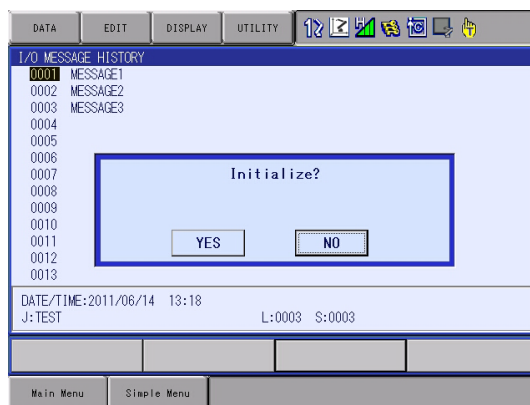 DATA EDIT DISPLAY UTILITY
I/O MESSAGE HISTORY
0001 MESSAGE1
0002 MESSAGE2
0003 MESSAGE3
0004
0005
0006
0007
0008
0009
0010
0011
0012
0013
Initialize?
YES NO
DATE/TIME:2011/06/14 13:18
J:TEST L:0003 S:0003
Main Menu Simple Menu